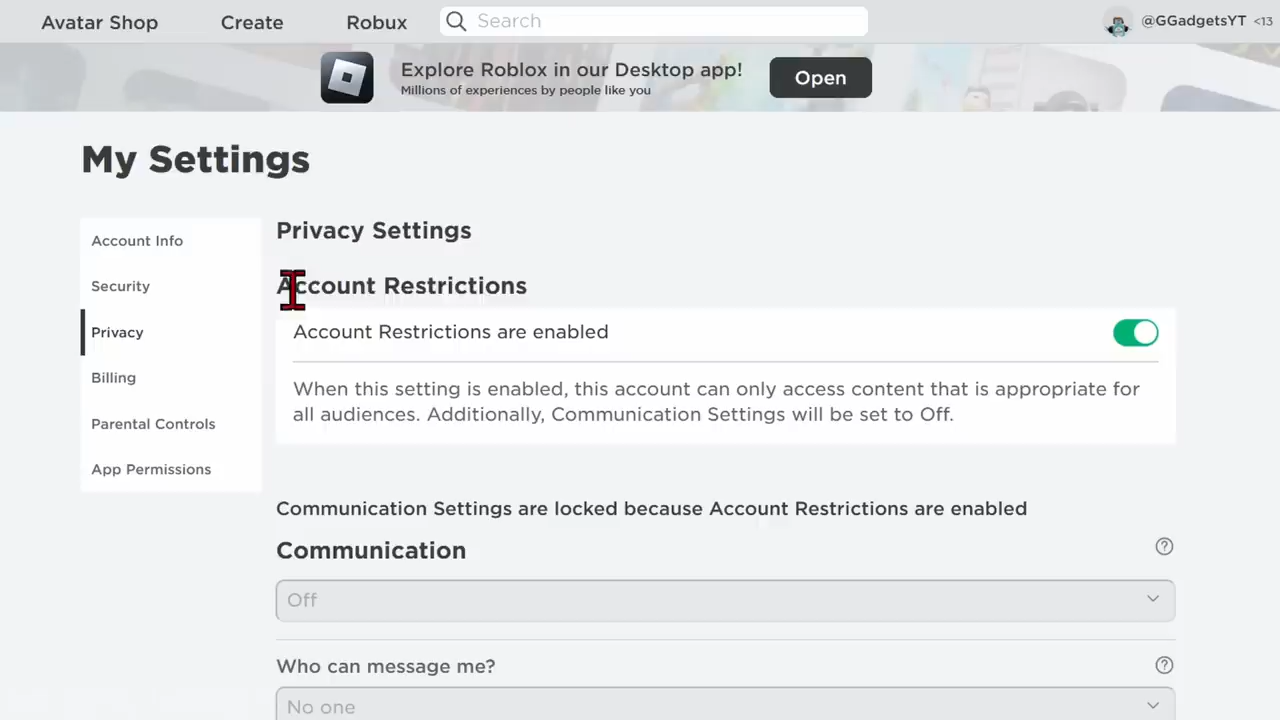 Avatar Shop
Create
Robux
Search
@GGadgetsYT <13
Explore Roblox in our Desktop app!
Millions of experiences by people like you
Open
My Settings
Account Info
Security
Privacy
Billing
Parental Controls
App Permissions
Privacy Settings
Account Restrictions
Account Restrictions are enabled
When this setting is enabled, this account can only access content that is appropriate for
all audiences. Additionally, Communication Settings will be set to Off.
Communication Settings are locked because Account Restrictions are enabled
Communication
Off
Who can message me?
No one